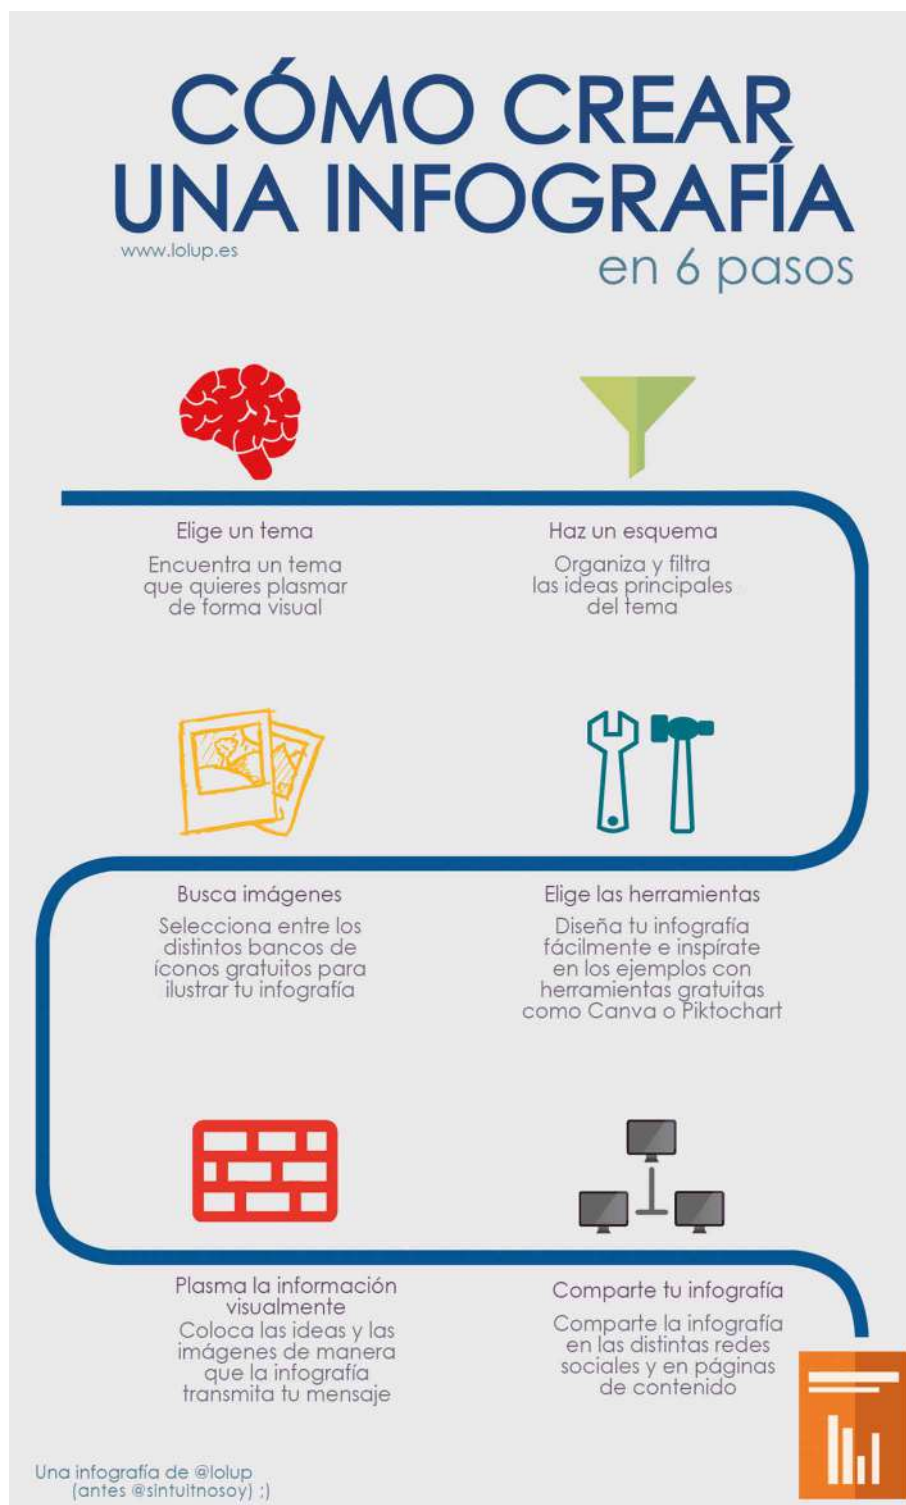 CÓMO CREAR
UNA INFOGRAFÍA
www.lolup.es
en 6 pasos
Elige un tema
Encuentra un tema
que quieres plasmar
de forma visual
Haz un esquema
Organiza y filtra
las ideas principales
del tema
Elige las herramientas
Diseña tu infografía
fácilmente e inspírate
en los ejemplos con
herramientas gratuitas
como Canva o Piktochart
Busca imágenes
Selecciona entre los
distintos bancos de
íconos gratuitos para
ilustrar tu infografía
Plasma la información
visualmente
Coloca las ideas y las
imágenes de manera
que la infografía
transmita tu mensaje
Comparte tu infografía
Comparte la infografía
en las distintas redes
sociales y en páginas
de contenido
Una infografía de @lolup
(antes @sintuitnosoy) ;)